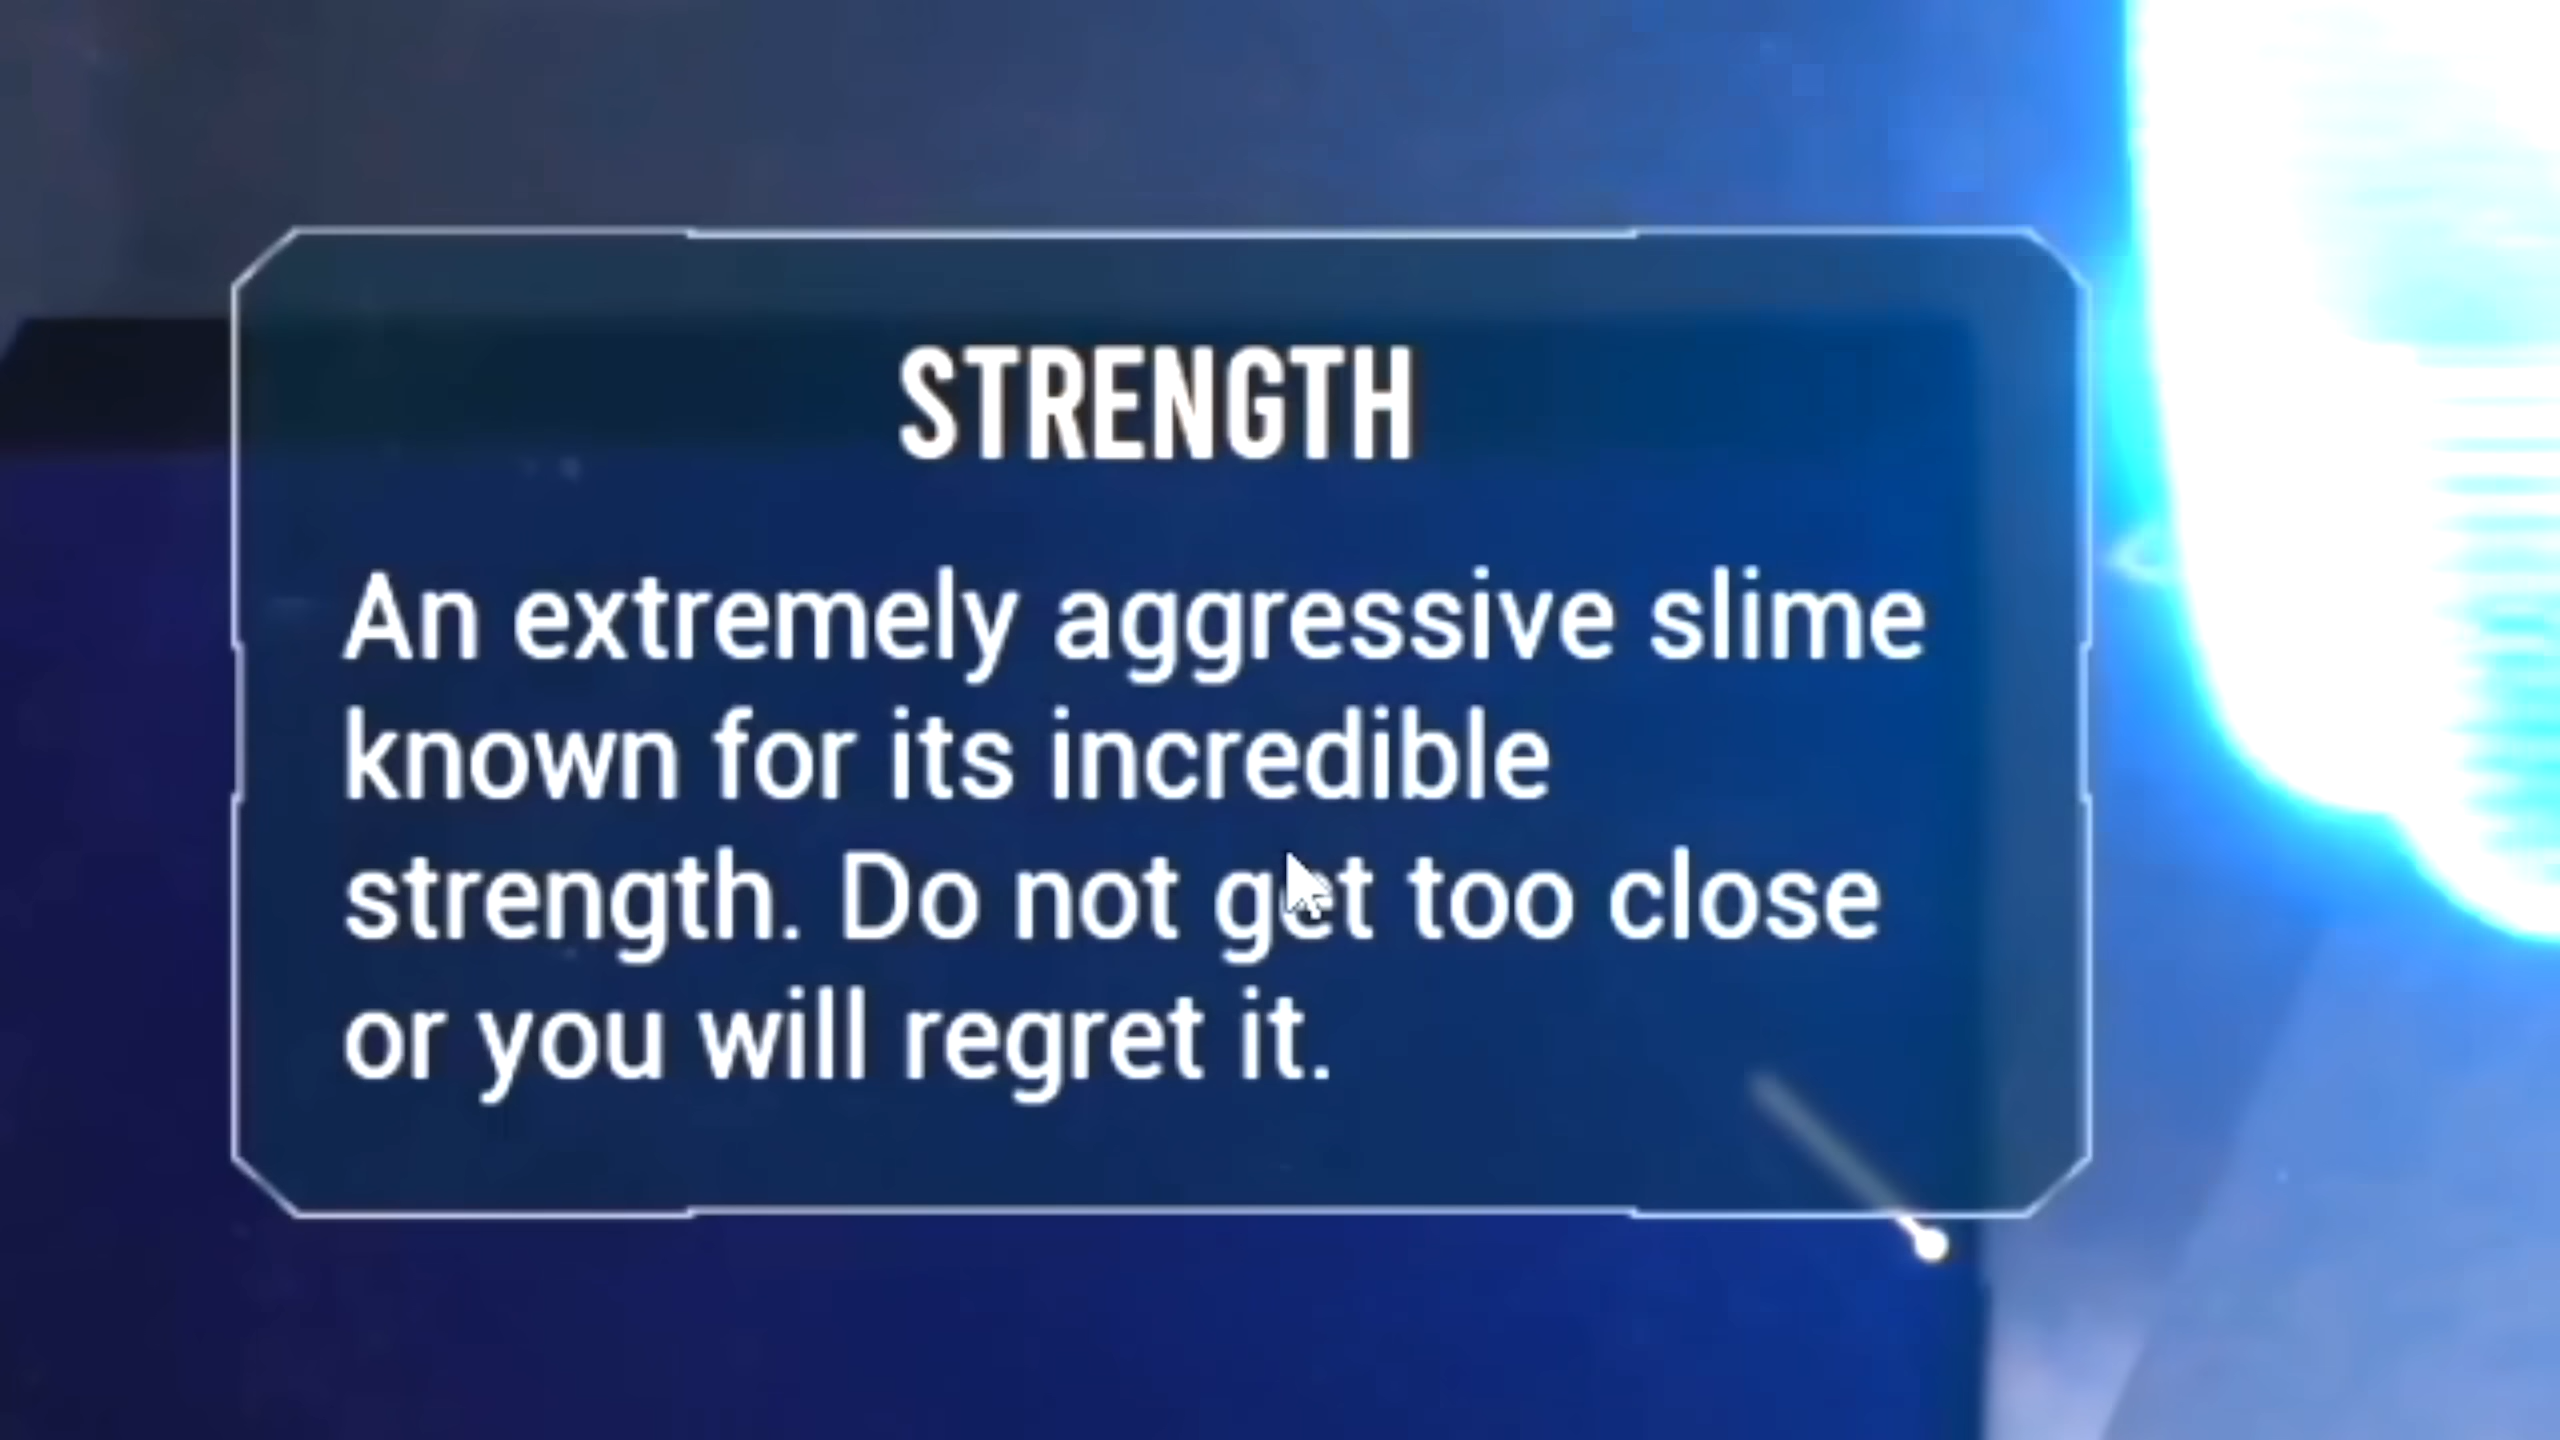 STRENGTH
An extremely aggressive slime
known for its incredible
strength. Do not get too close
or you will regret it.